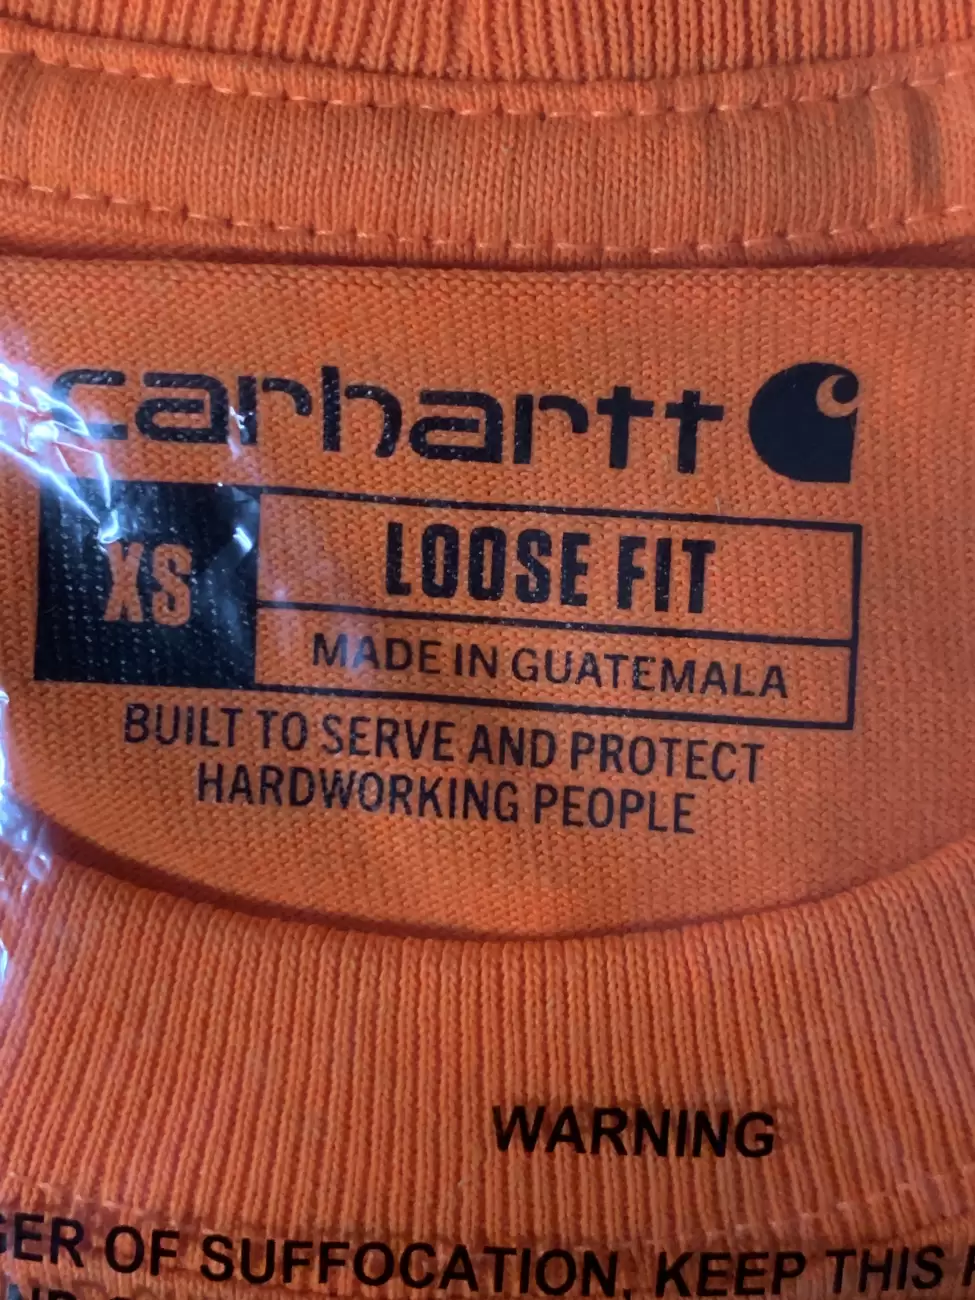 carhartt
XS
LOOSE FIT
MADE IN GUATEMALA
BUILT TO SERVE AND PROTECT
HARDWORKING PEOPLE
WARNING
OF SUFFOCATION, KEEP THIS